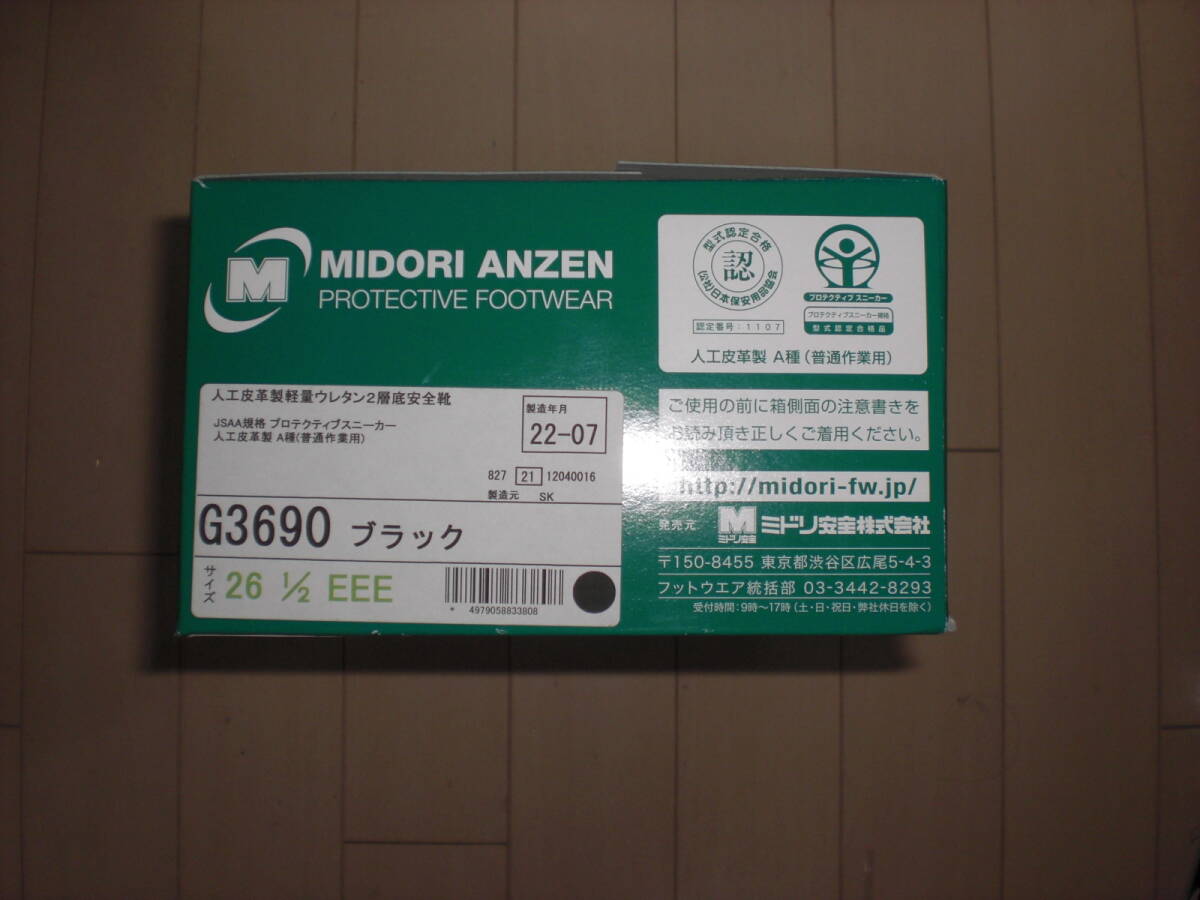 M
MIDORI ANZEN
PROTECTIVE FOOTWEAR
型式認定合格
認
(公社)日本保安用品協会
認定番号:1107
プロテクティブ スニーカー
プロテクティブスニーカー規格
型式認定合格品
人工皮革製 A種(普通作業用)
人工皮革製軽量ウレタン2層底安全靴
JSAA規格 プロテクティブスニーカー
人工皮革製 A種(普通作業用)
製造年月
22-07
827 21 12040016
製造元 SK
G3690 ブラック
サイズ 26 ½ EEE
* 4979058833808
ご使用の前に箱側面の注意書きを
お読み頂き正しくご着用ください。
http://midori-fw.jp/
発売元 M ミドリ安全 ミドリ安全株式会社
〒150-8455 東京都渋谷区広尾5-4-3
フットウエア統括部 03-3442-8293
受付時間:9時~17時(土・日・祝日・弊社休日を除く)